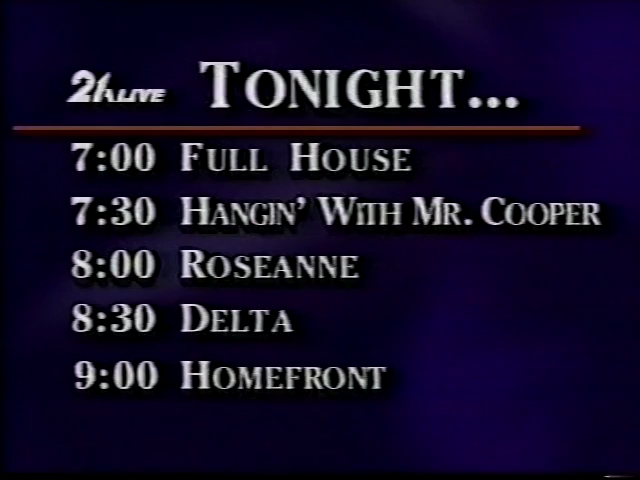 21ALIVE TONIGHT...
7:00 FULL HOUSE
7:30 HANGIN' WITH MR. COOPER
8:00 ROSEANNE
8:30 DELTA
9:00 HOMEFRONT